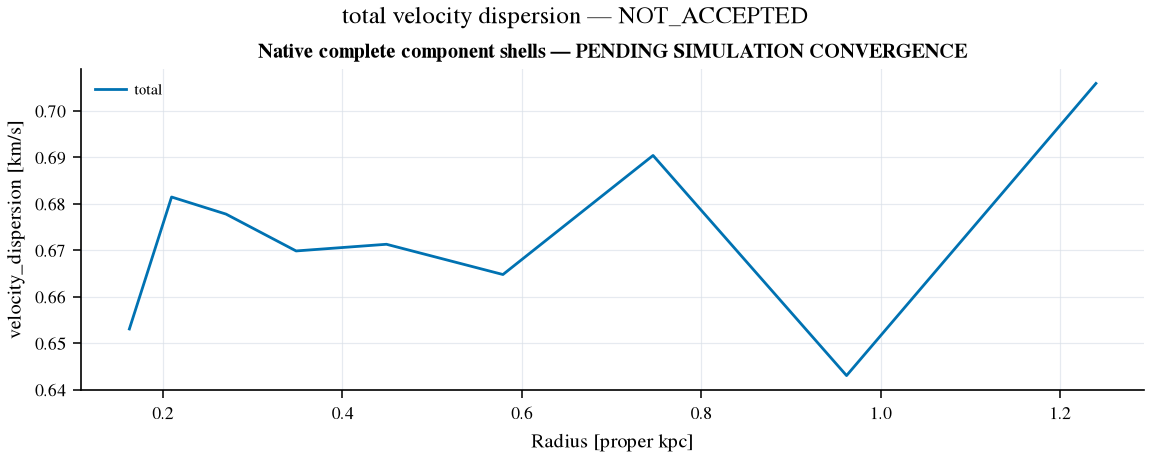 total velocity dispersion — NOT_ACCEPTED
Native complete component shells — PENDING SIMULATION CONVERGENCE
total
velocity_dispersion [km/s]
0.70
0.69
0.68
0.67
0.66
0.65
0.64
0.2 0.4 0.6 0.8 1.0 1.2
Radius [proper kpc]